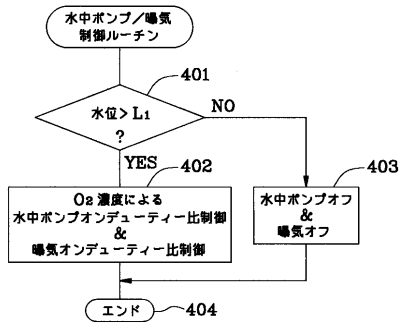 水中ポンプ/曝気
制御ルーチン
401
水位>L1
?
NO
YES
402
403
O2濃度による
水中ポンプオンデューティー比制御
&
曝気オンデューティー比制御
水中ポンプオフ
&
曝気オフ
エンド
404